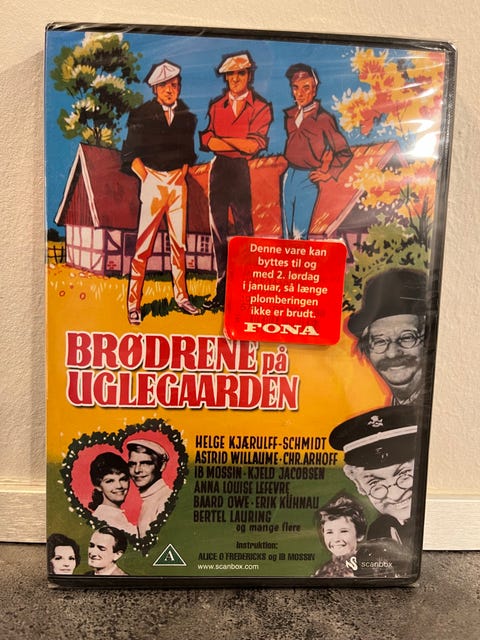 Denne vare kan
byttes til og
med 2. lørdag
i januar, så længe
plomberingen
ikke er brudt.
FONA
BRØDRENE på
UGLEGAARDEN
HELGE KJÆRULFF-SCHMIDT
ASTRID WILLAUME · CHR. ARHOFF
IB MOSSIN · KJELD JACOBSEN
ANNA LOUISE LEFEVRE
BAARD OWE · ERIK KÜHNAU
BERTEL LAURING
og mange flere
Instruktion:
ALICE O FREDERICKS og IB MOSSIN
A
www.scanbox.com
scanbox